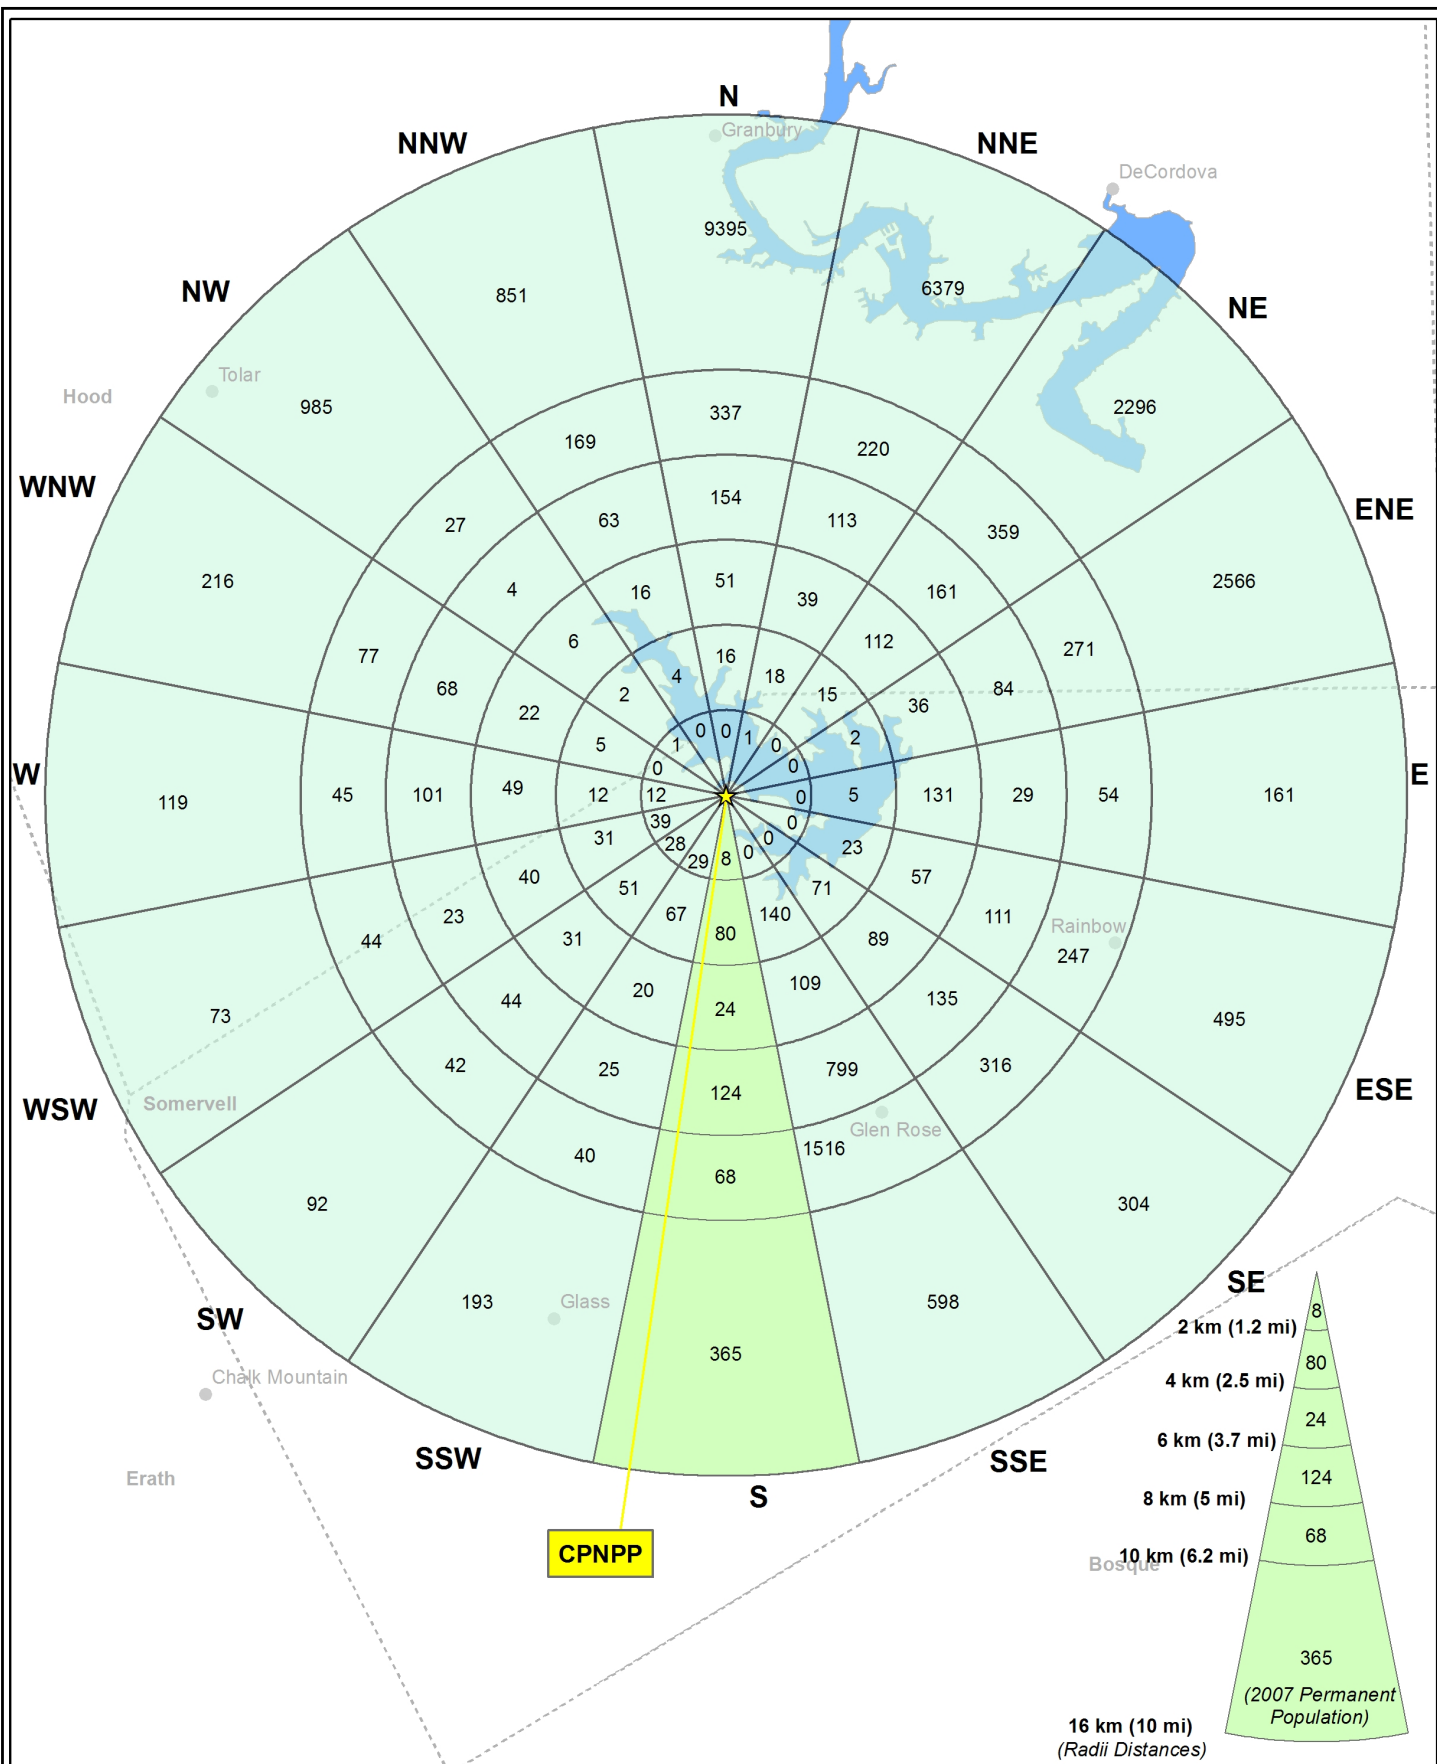 N
NNW
NNE
Granbury
DeCordova
9395
6379
851
NW
NE
Tolar
Hood
985
2296
337
169
220
WNW
ENE
154
63
113
27
359
216
2566
51
16
39
4
161
6
112
77
271
16
4
18
68
84
2
15
22
36
0
0
1
5
1
0
2
0
0
W
E
119
45
101
49
12
12
0
5
131
29
54
161
39
0
31
28
0
23
29
8
0
40
51
71
57
23
67
140
111
Rainbow
44
80
247
31
89
73
44
20
24
109
135
495
42
25
124
799
316
WSW
Somervell
ESE
Glen Rose
40
68
1516
92
304
193
Glass
598
SE
SW
365
Chalk Mountain
SSW
SSE
Erath
S
CPNPP
8
2 km (1.2 mi)
80
4 km (2.5 mi)
24
6 km (3.7 mi)
124
8 km (5 mi)
68
10 km (6.2 mi)
Bosque
365
(2007 Permanent
Population)
16 km (10 mi)
(Radii Distances)